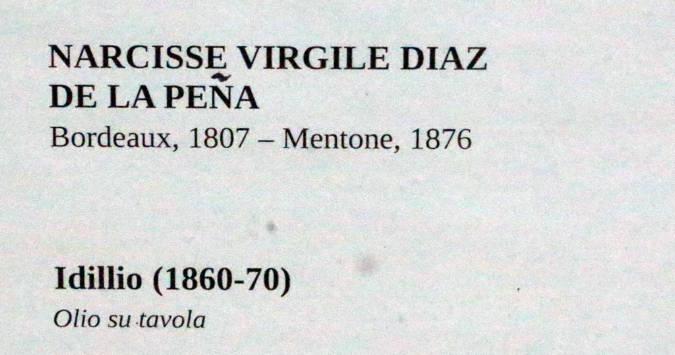 NARCISSE VIRGILE DIAZ
DE LA PEÑA
Bordeaux, 1807 – Mentone, 1876
Idillio (1860-70)
Olio su tavola